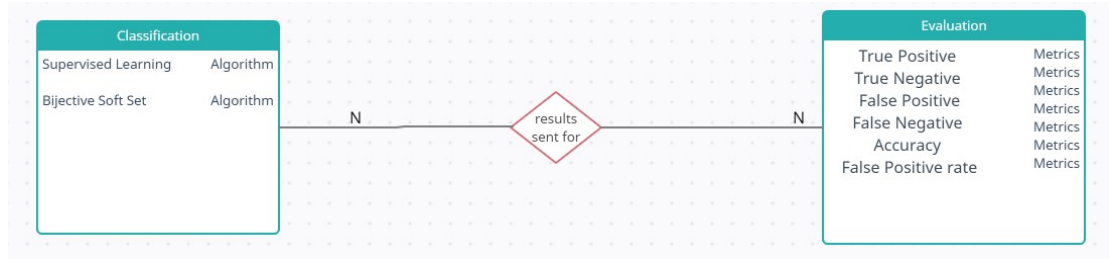 Classification
Supervised Learning Algorithm
Bijective Soft Set Algorithm
N
results
sent for
N
Evaluation
True Positive Metrics
True Negative Metrics
False Positive Metrics
False Negative Metrics
Accuracy Metrics
False Positive rate Metrics
Metrics